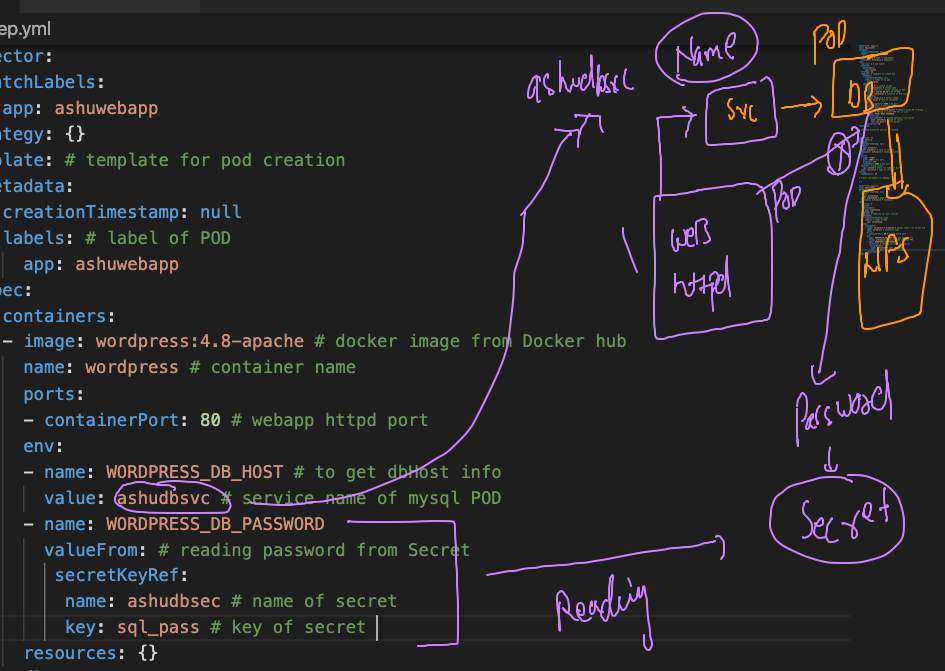 ep.yml
ector:
atchLabels:
app: ashuwebapp
ategy: {}
plate: # template for pod creation
etadata:
creationTimestamp: null
labels: # label of POD
app: ashuwebapp
pec:
containers:
- image: wordpress:4.8-apache # docker image from Docker hub
name: wordpress # container name
ports:
- containerPort: 80 # webapp httpd port
env:
- name: WORDPRESS_DB_HOST # to get dbHost info
value: ashudbsvc # service name of mysql POD
- name: WORDPRESS_DB_PASSWORD
valueFrom: # reading password from Secret
secretKeyRef:
name: ashudbsec # name of secret
key: sql_pass # key of secret
resources: {}
Name
POD
SVC
DB
POD
WEB
httpd
NFS
Password
Secret
Reading